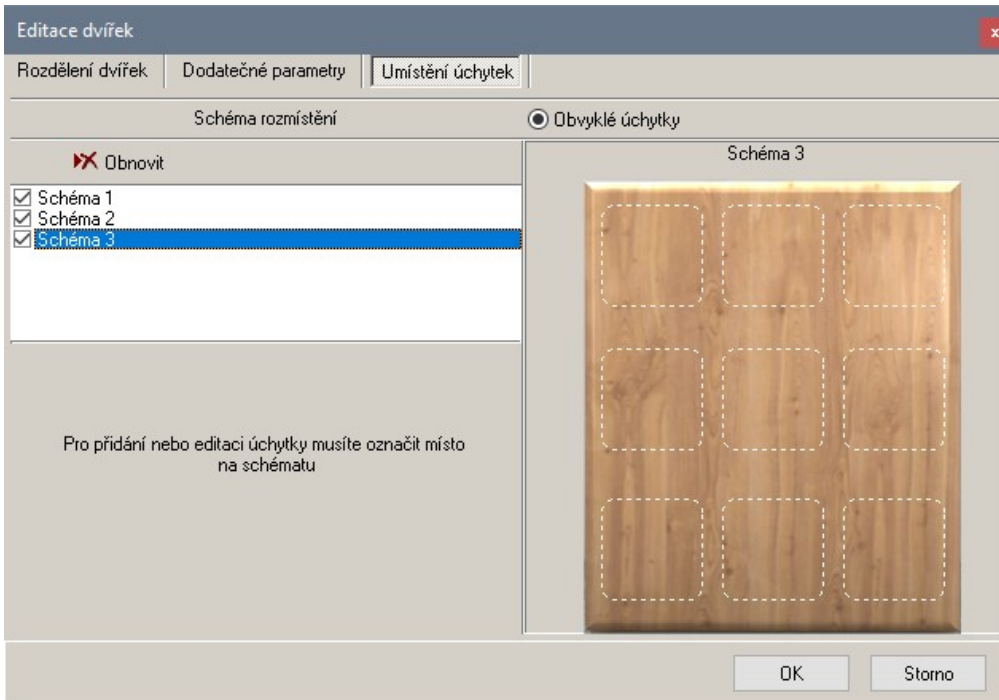 Editace dvířek
x
Rozdělení dvířek
Dodatečné parametry
Umístění úchytek
Schéma rozmístění
Obvyklé úchytky
Obnovit
Schéma 1
Schéma 2
Schéma 3
Pro přidání nebo editaci úchytky musíte označit místo
na schématu
Schéma 3
OK
Storno